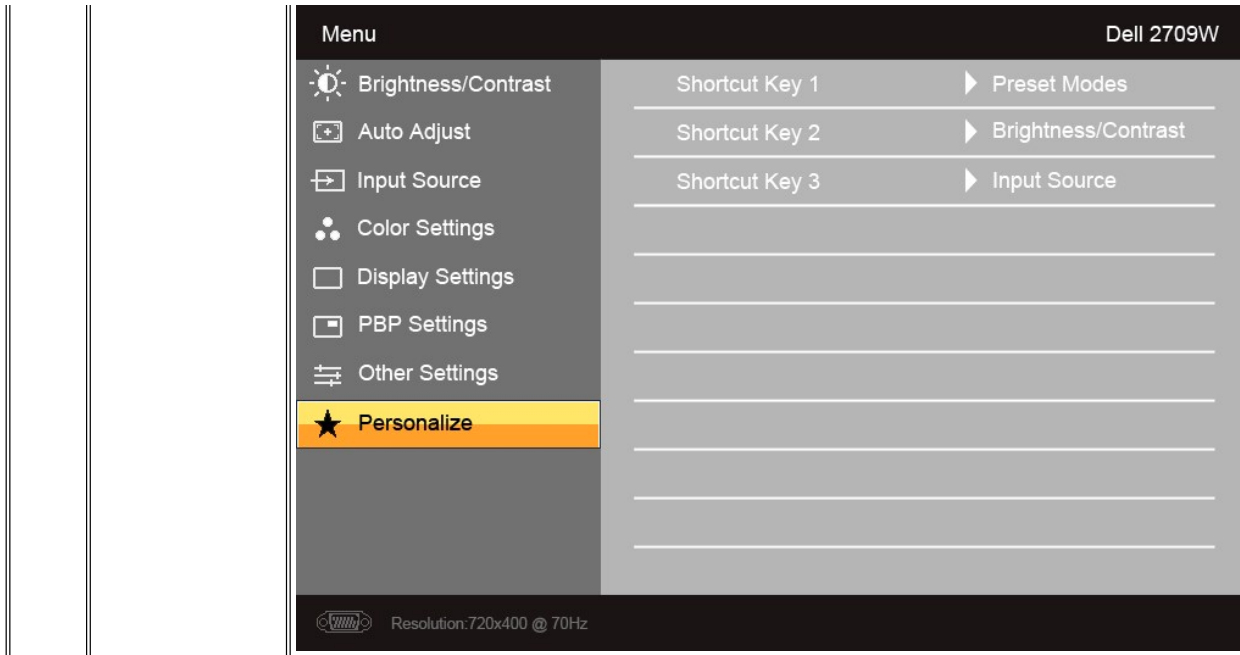 Menu Dell 2709W
Brightness/Contrast Shortcut Key 1 Preset Modes
Auto Adjust Shortcut Key 2 Brightness/Contrast
Input Source Shortcut Key 3 Input Source
Color Settings
Display Settings
PBP Settings
Other Settings
Personalize
Resolution:720x400 @ 70Hz